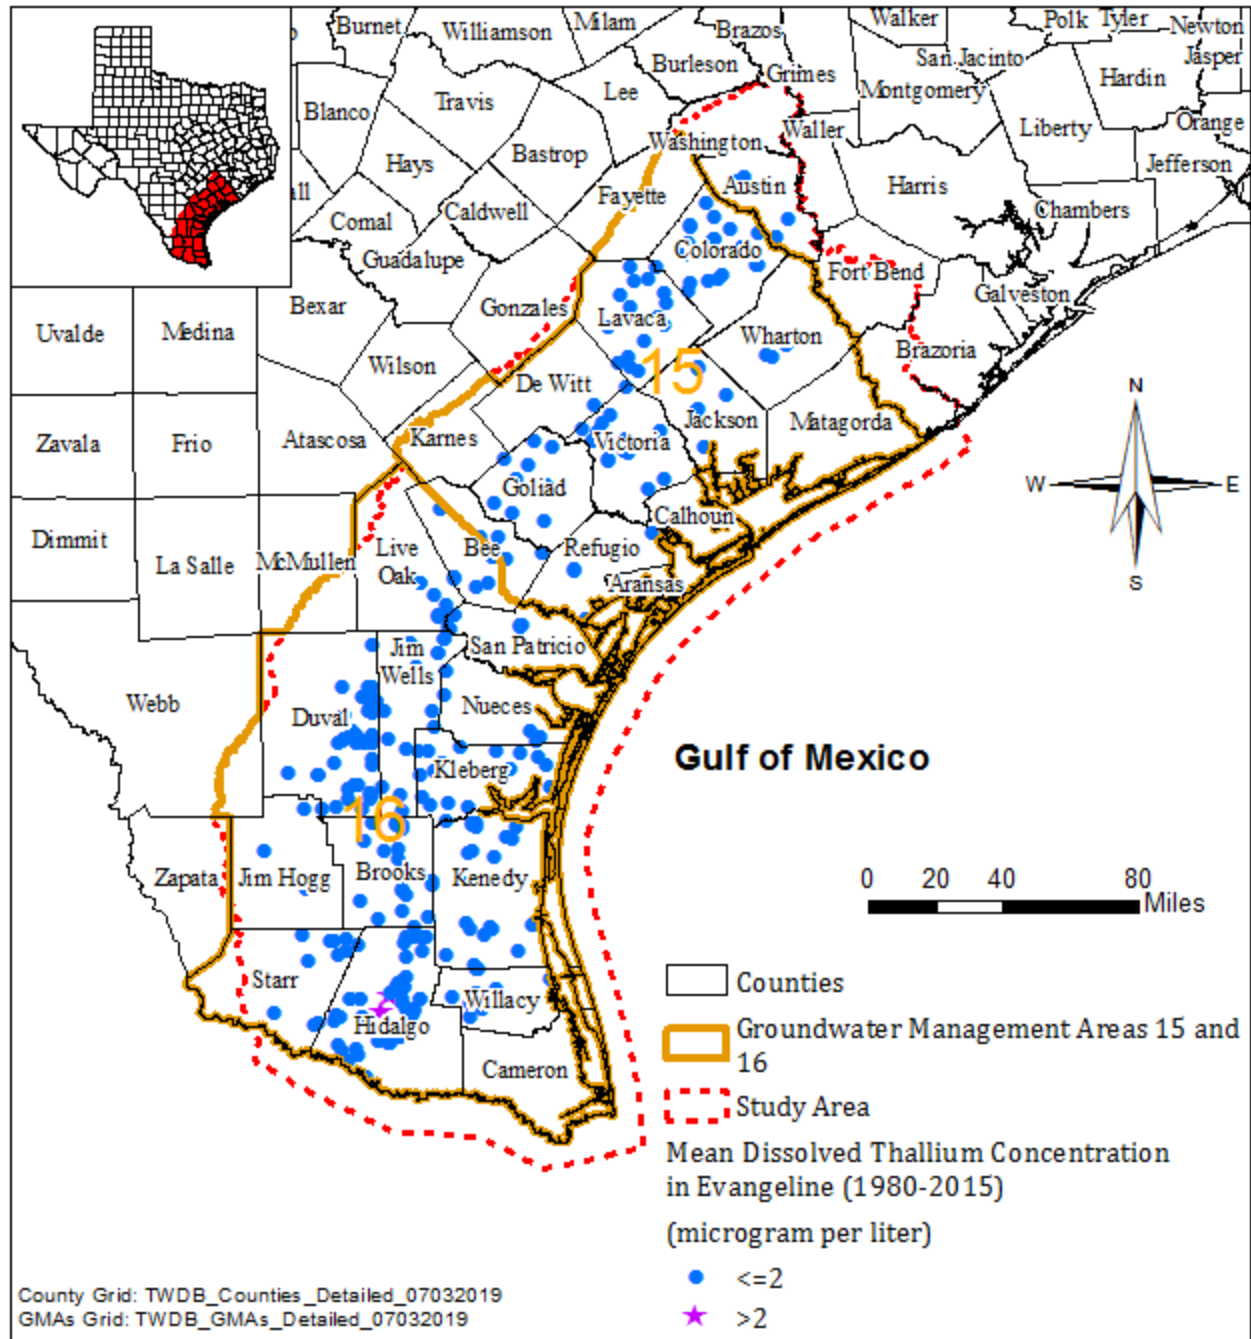 Burnet
Williamson
Milam
Brazos
Walker
Polk
Tyler
Newton
Burleson
Grimes
San Jacinto
Jasper
Blanco
Travis
Lee
Montgomery
Hardin
Washington
Waller
Liberty
Orange
Hays
Bastrop
Jefferson
all
Fayette
Austin
Harris
Comal
Caldwell
Chambers
Guadalupe
Colorado
Fort Bend
Bexar
Gonzales
Galveston
Uvalde
Medina
Lavaca
Wharton
Brazoria
Wilson
15
De Witt
N
Zavala
Frio
Atascosa
Karnes
Victoria
Jackson
Matagorda
W
E
Goliad
Dimmit
Calhoun
La Salle
McMullen
Live
Oak
Bee
Refugio
Aransas
S
Jim
Wells
San Patricio
Webb
Duval
Nueces
Gulf of Mexico
Kleberg
16
Zapata
Jim Hogg
Brooks
Kenedy
0 20 40 80
Miles
Starr
Willacy
Hidalgo
Cameron
Counties
Groundwater Management Areas 15 and
16
Study Area
Mean Dissolved Thallium Concentration
in Evangeline (1980-2015)
(microgram per liter)
<=2
>2
County Grid: TWDB_Counties_Detailed_07032019
GMAs Grid: TWDB_GMAs_Detailed_07032019